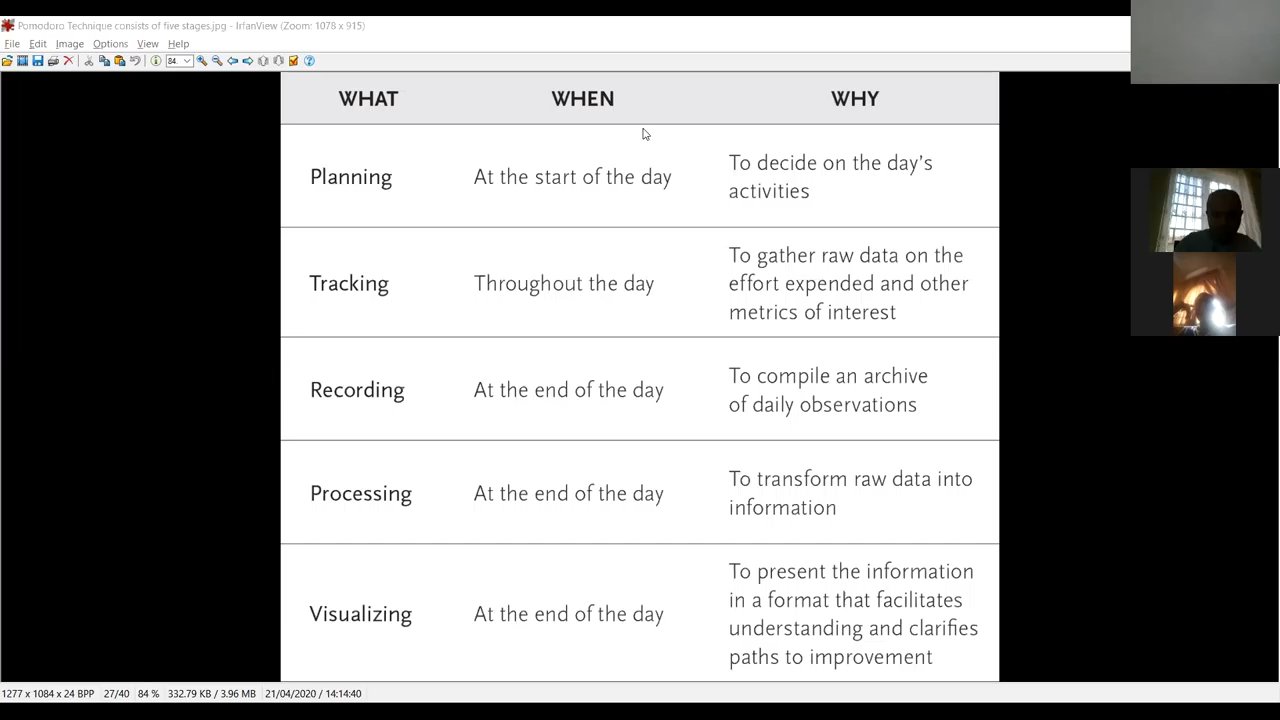 Pomodoro Technique consists of five stages.jpg - IrfanView (Zoom: 1078 x 915)
File Edit Image Options View Help
84.
WHAT WHEN WHY
Planning At the start of the day To decide on the day's
activities
Tracking Throughout the day To gather raw data on the
effort expended and other
metrics of interest
Recording At the end of the day To compile an archive
of daily observations
Processing At the end of the day To transform raw data into
information
Visualizing At the end of the day To present the information
in a format that facilitates
understanding and clarifies
paths to improvement
1277 x 1084 x 24 BPP 27/40 84 % 332.79 KB / 3.96 MB 21/04/2020 / 14:14:40